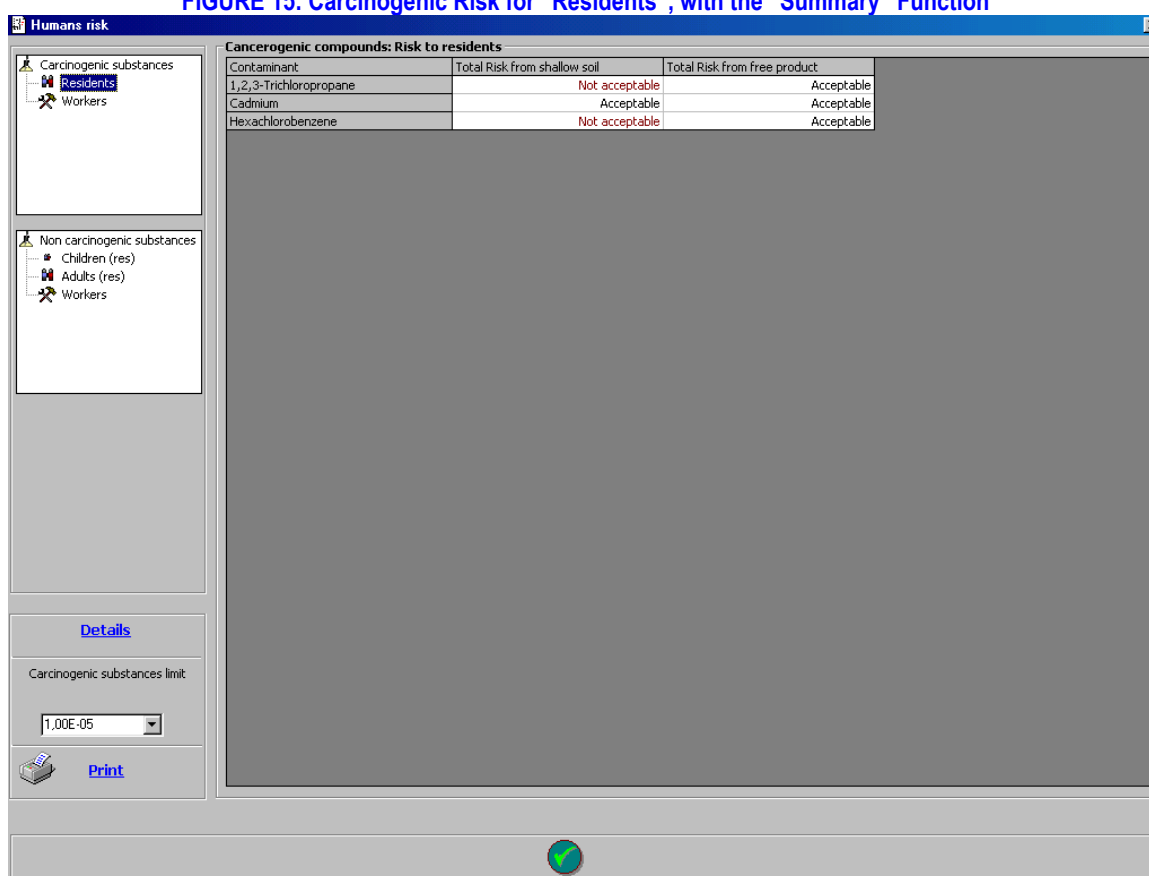 FIGURE 15. Carcinogenic Risk for "Residents", with the "Summary" Function
Humans risk
Carcinogenic substances
Residents
Workers
Non carcinogenic substances
Children (res)
Adults (res)
Workers
Details
Carcinogenic substances limit
1,00E-05
Print
Cancerogenic compounds: Risk to residents
Contaminant Total Risk from shallow soil Total Risk from free product
1,2,3-Trichloropropane Not acceptable Acceptable
Cadmium Acceptable Acceptable
Hexachlorobenzene Not acceptable Acceptable